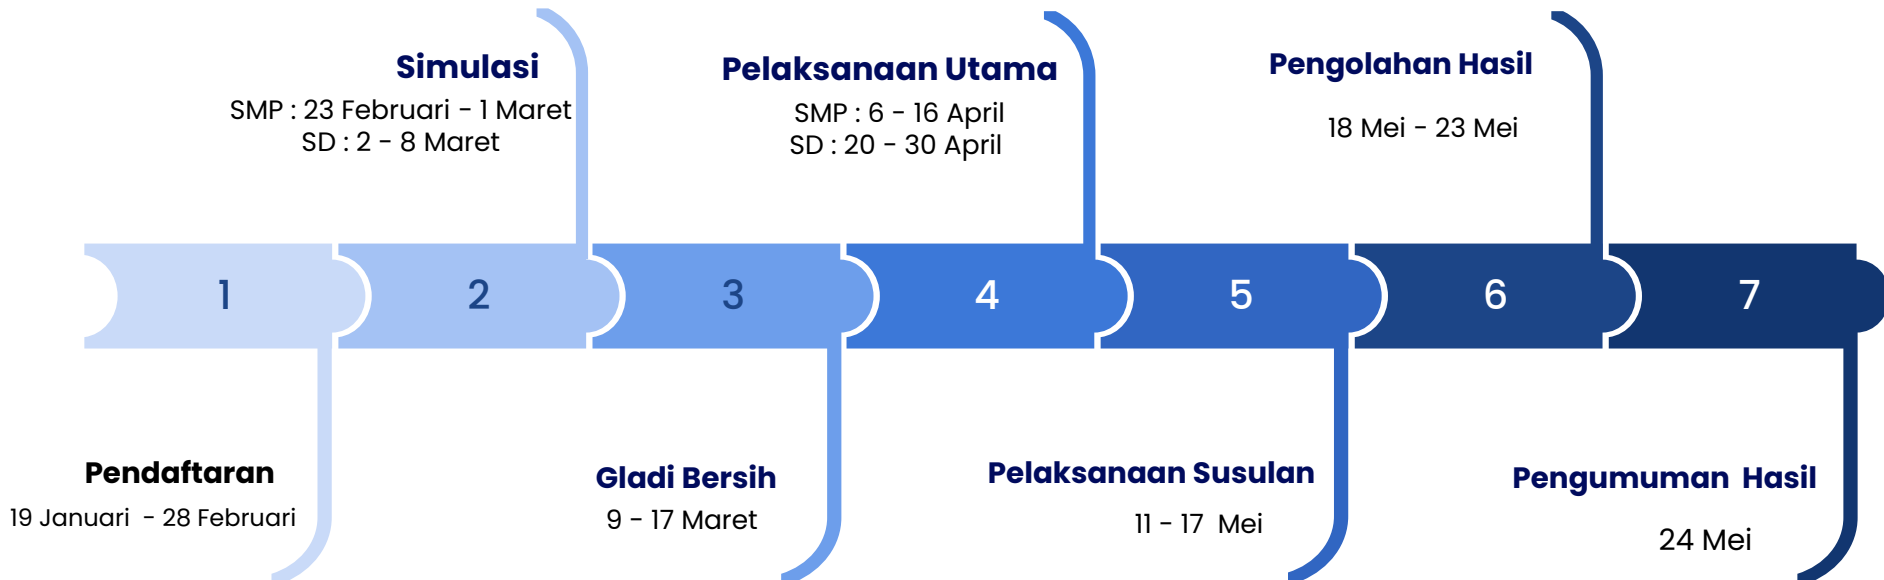 Simulasi
SMP : 23 Februari - 1 Maret
SD : 2 - 8 Maret
Pelaksanaan Utama
SMP : 6 - 16 April
SD : 20 - 30 April
Pengolahan Hasil
18 Mei - 23 Mei
1
2
3
4
5
6
7
Pendaftaran
19 Januari - 28 Februari
Gladi Bersih
9 - 17 Maret
Pelaksanaan Susulan
11 - 17 Mei
Pengumuman Hasil
24 Mei